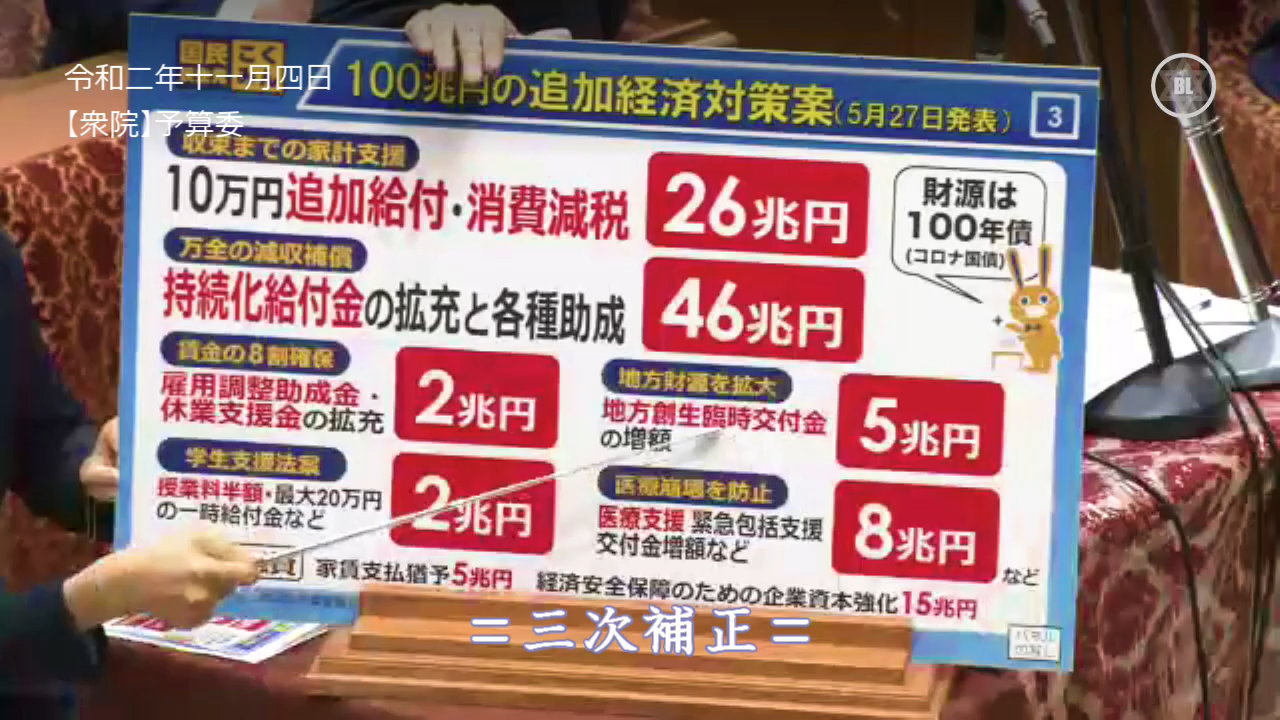 令和二年十一月四日
【衆院】予算委
国民
こく
100兆円の追加経済対策案(5月27日発表)
3
BL
収束までの家計支援
10万円追加給付・消費減税
26兆円
財源は
100年債
(コロナ国債)
万全の減収補償
持続化給付金の拡充と各種助成
46兆円
賃金の8割確保
雇用調整助成金・
休業支援金の拡充
2兆円
地方財源を拡大
地方創生臨時交付金
の増額
5兆円
学生支援法案
授業料半額・最大20万円
の一時給付金など
2兆円
医療崩壊を防止
医療支援 緊急包括支援
交付金増額など
8兆円
など
家賃支払猶予5兆円 経済安全保障のための企業資本強化15兆円
=三次補正=